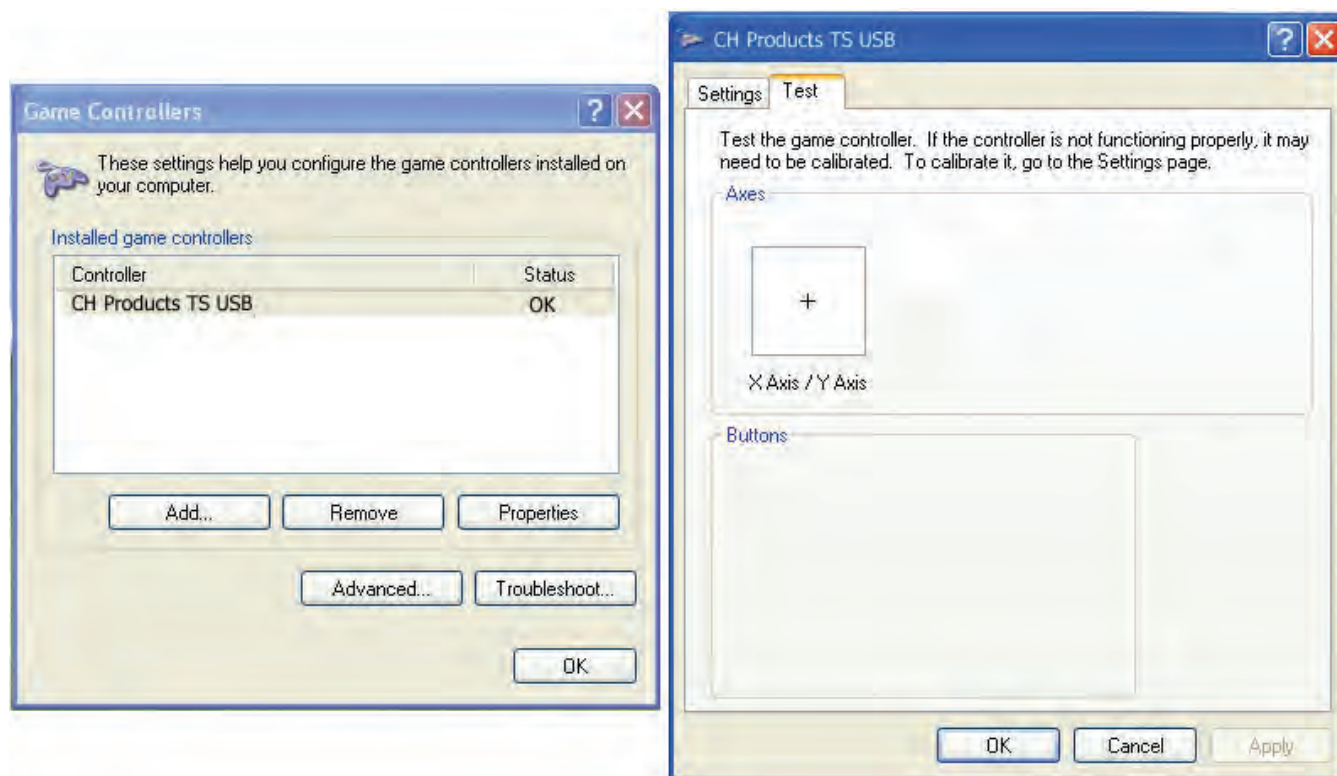 Game Controllers
These settings help you configure the game controllers installed on
your computer.
Installed game controllers
Controller Status
CH Products TS USB OK
Add... Remove Properties
Advanced... Troubleshoot...
OK
CH Products TS USB
Settings Test
Test the game controller. If the controller is not functioning properly, it may
need to be calibrated. To calibrate it, go to the Settings page.
Axes
X Axis / Y Axis
Buttons
OK Cancel Apply